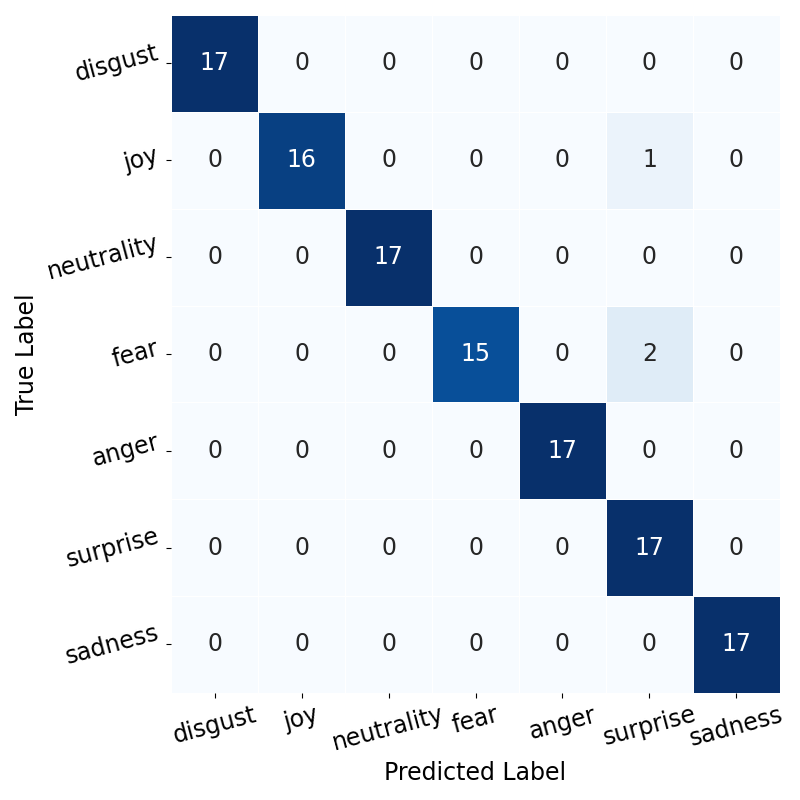 disgust 17 0 0 0 0 0 0
joy 0 16 0 0 0 1 0
neutrality 0 0 17 0 0 0 0
fear 0 0 0 15 0 2 0
anger 0 0 0 0 17 0 0
surprise 0 0 0 0 0 17 0
sadness 0 0 0 0 0 0 17
True Label
disgust joy neutrality fear anger surprise sadness
Predicted Label